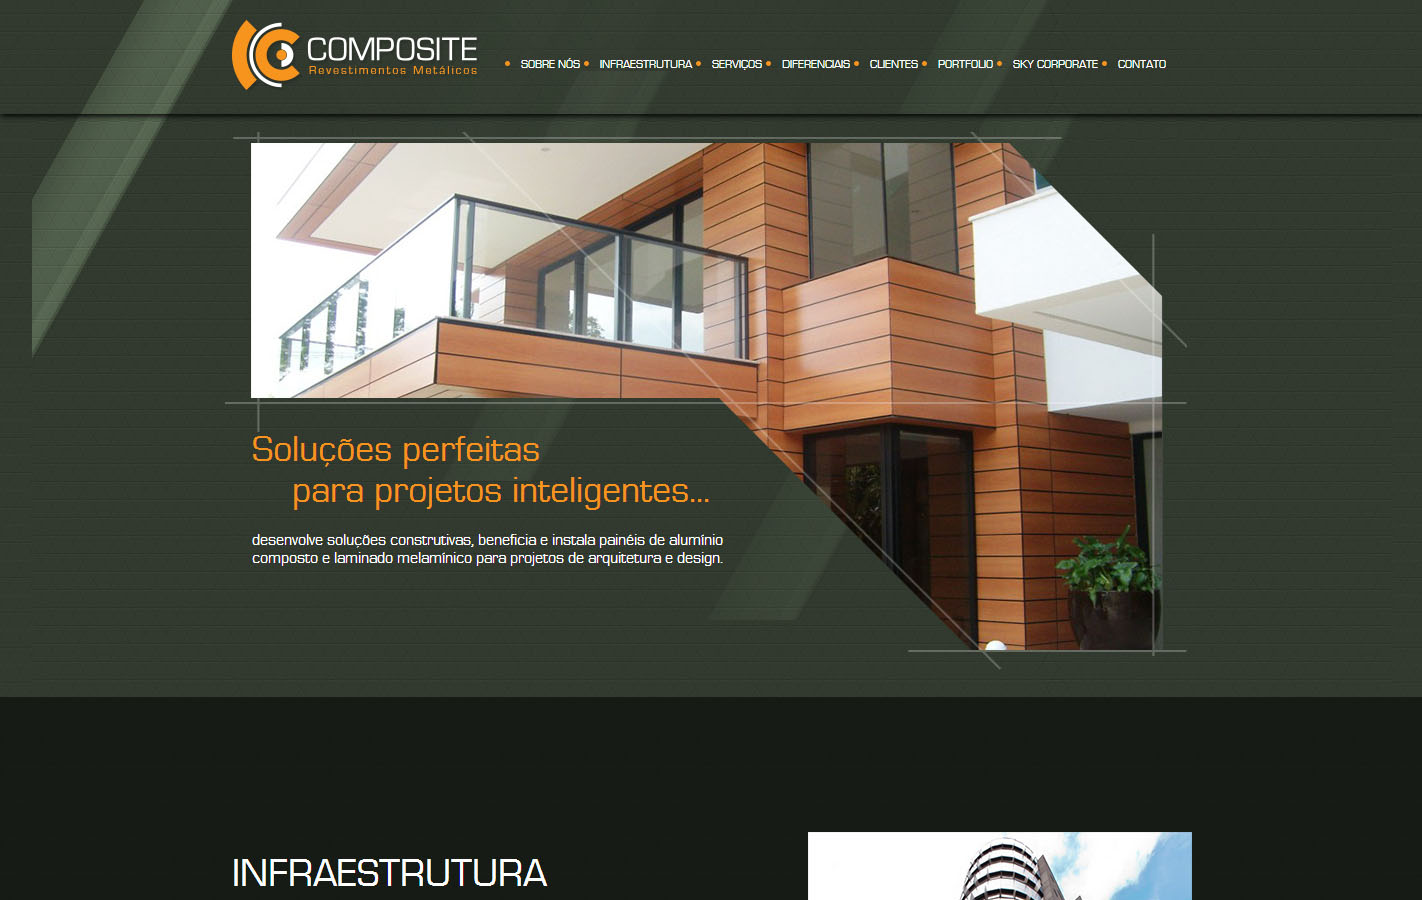 COMPOSITE
Revestimentos Metálicos
SOBRE NÓS INFRAESTRUTURA SERVIÇOS DIFERENCIAIS CLIENTES PORTFOLIO SKY CORPORATE CONTATO
Soluções perfeitas
para projetos inteligentes...
desenvolve soluções construtivas, beneficia e instala painéis de alumínio
composto e laminado melamínico para projetos de arquitetura e design.
INFRAESTRUTURA